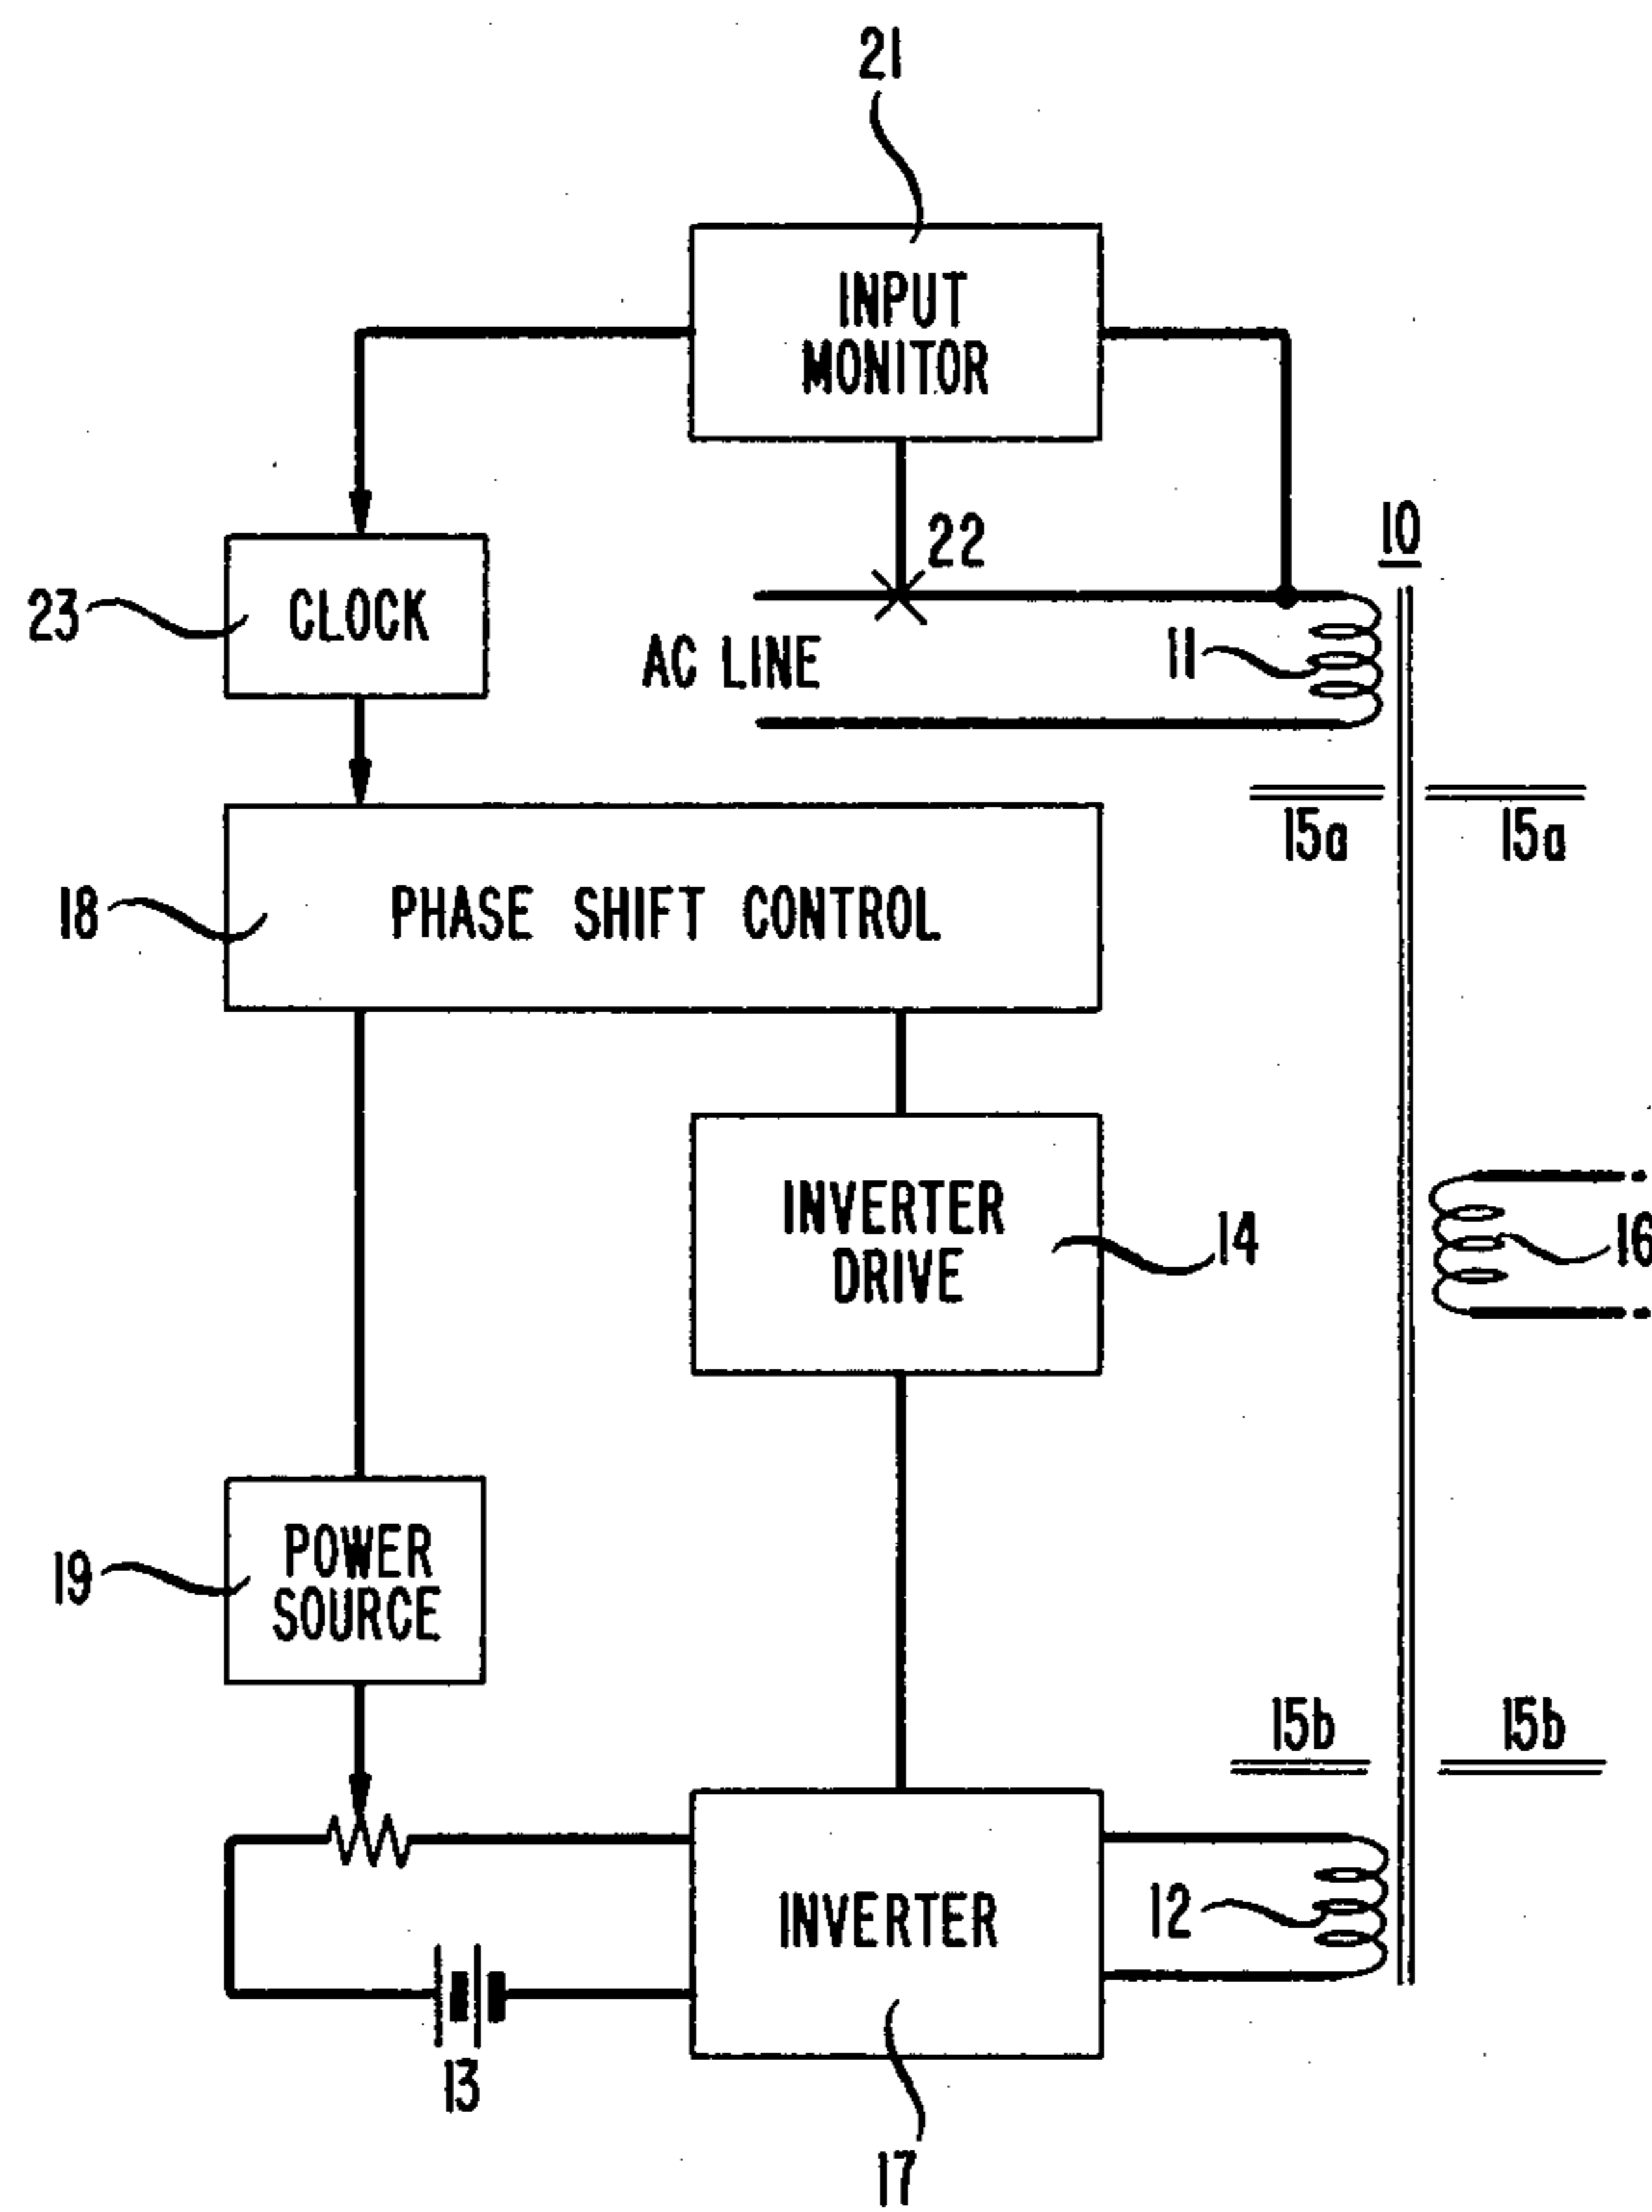 21
INPUT
MONITOR
22
10
23
CLOCK
AC LINE
11
15a
15a
18
PHASE SHIFT CONTROL
INVERTER
DRIVE
14
16
19
POWER
SOURCE
15b
15b
INVERTER
12
13
17